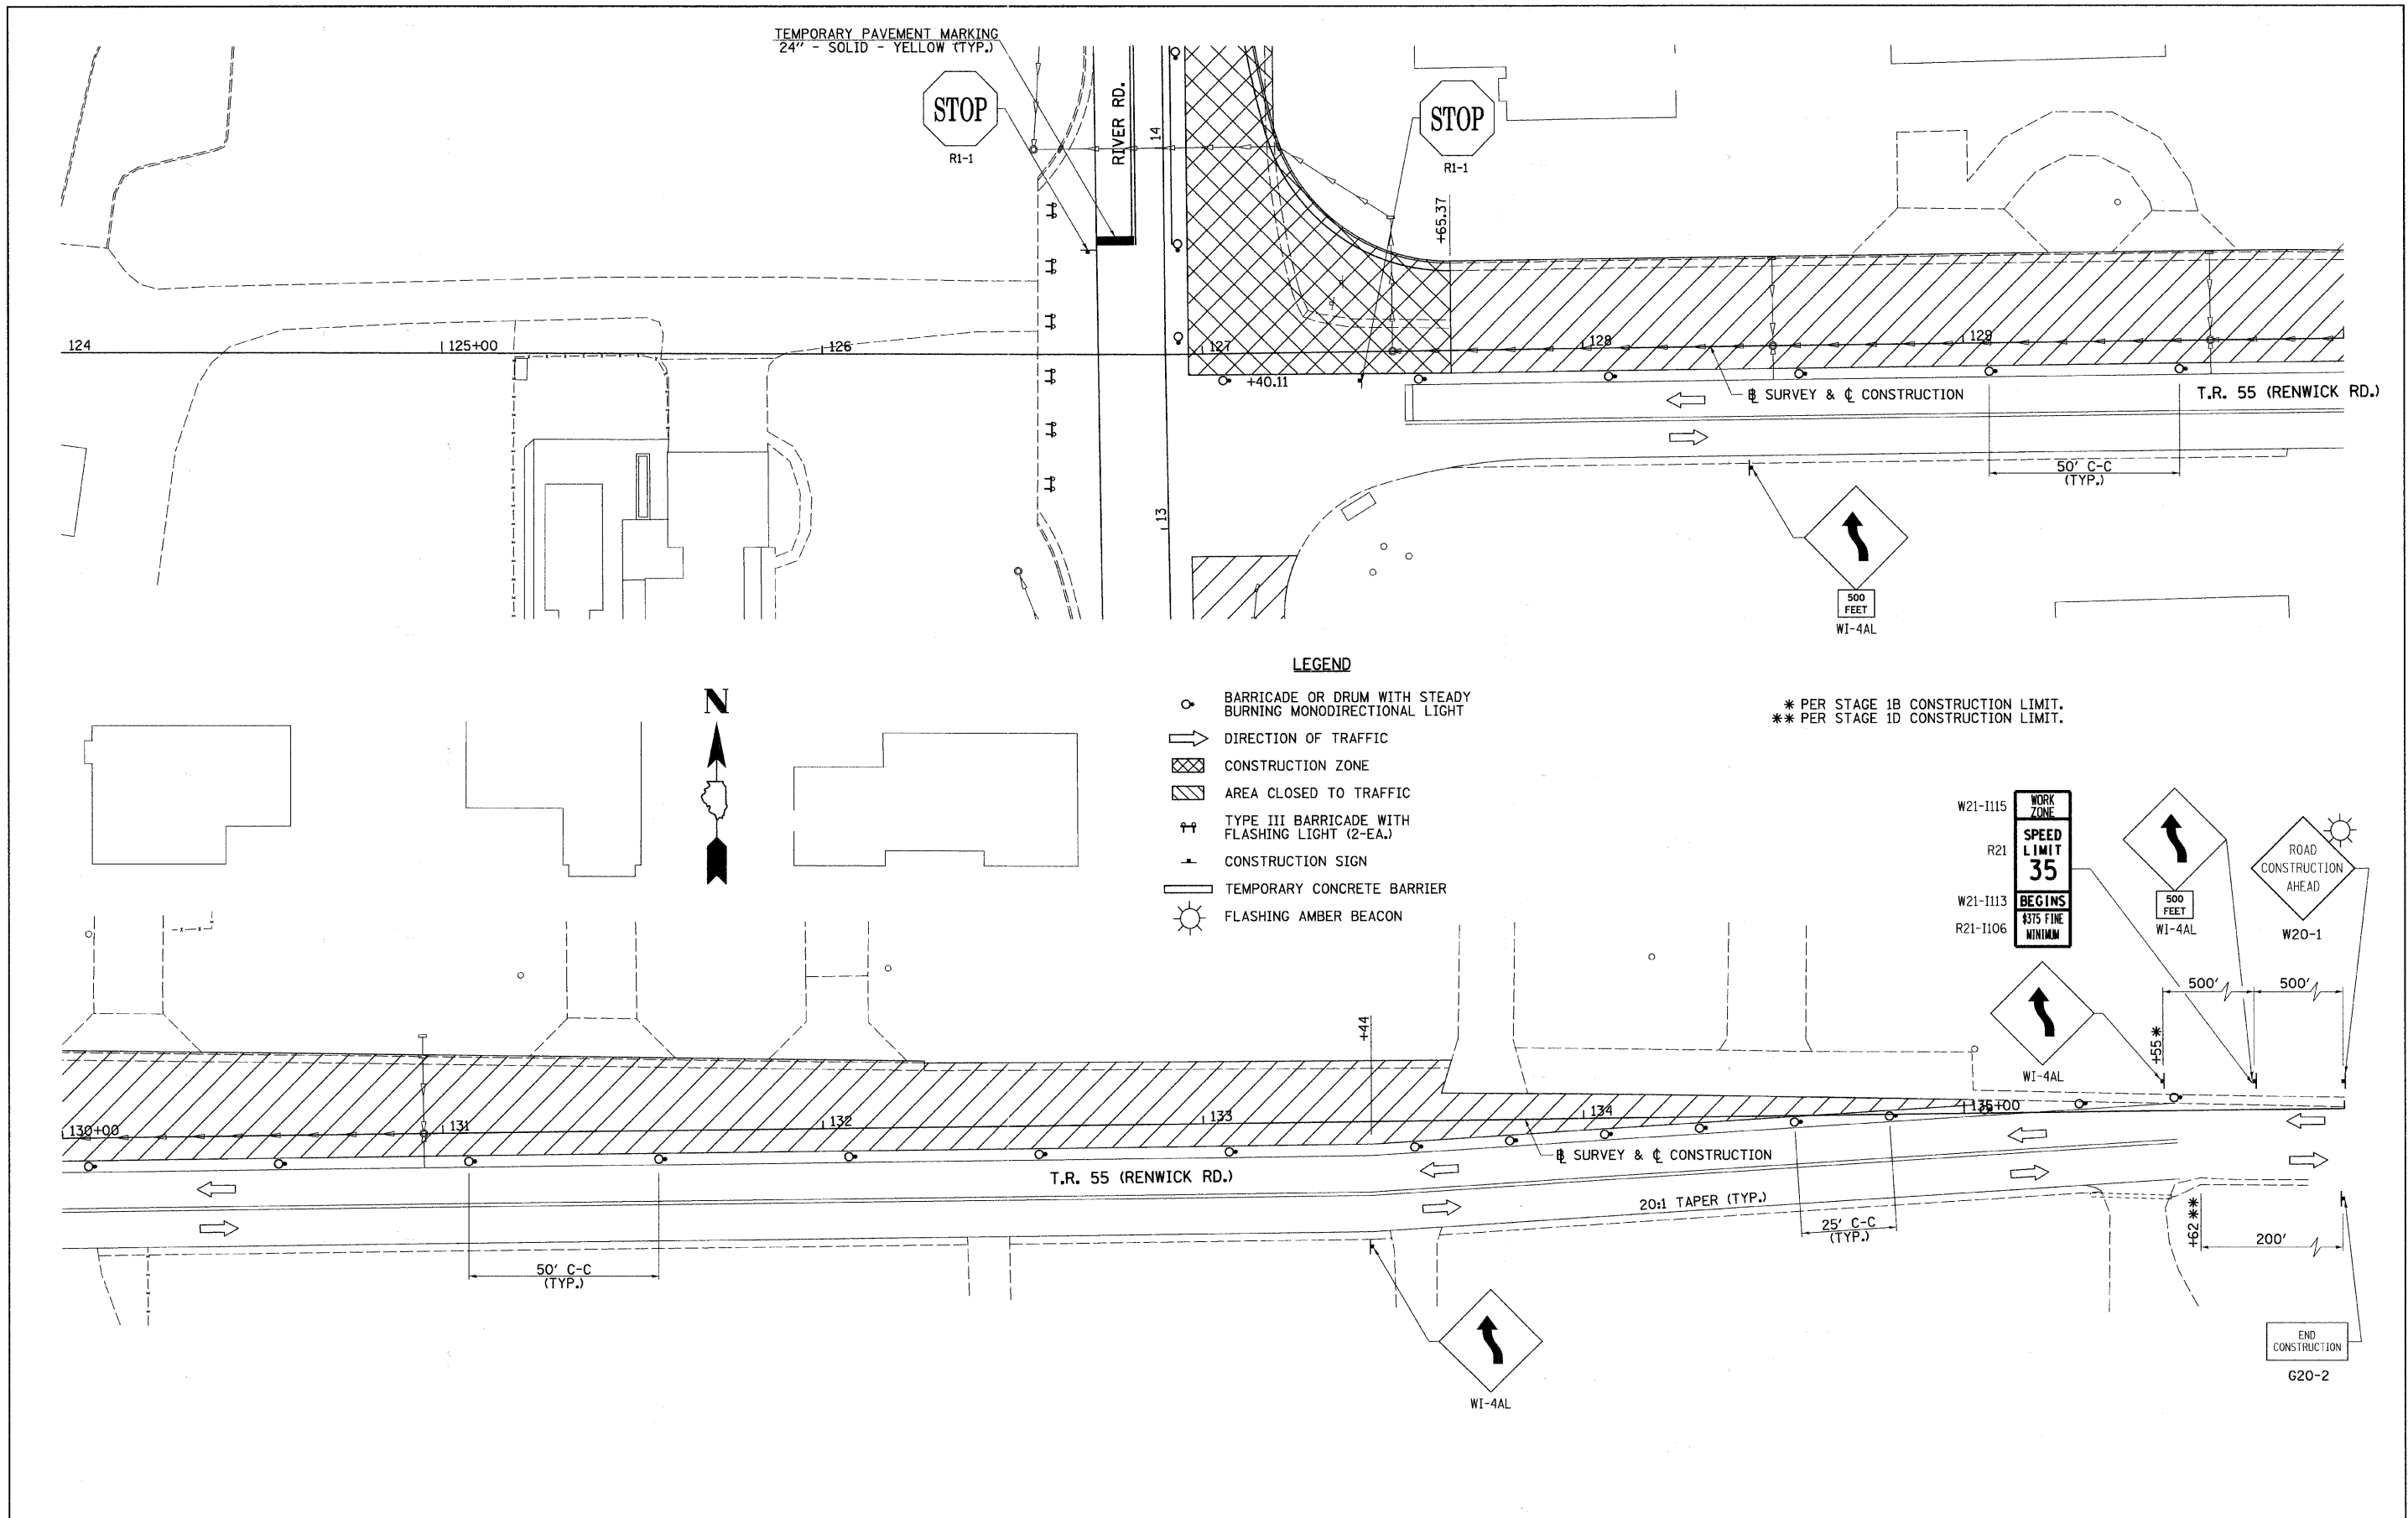 TEMPORARY PAVEMENT MARKING
24" - SOLID - YELLOW (TYP.)
STOP
R1-1
RIVER RD.
14
STOP
R1-1
+65.37
124
125+00
126
127
128
129
+40.11
℄ SURVEY & ℄ CONSTRUCTION
T.R. 55 (RENWICK RD.)
13
50' C-C
(TYP.)
500
FEET
WI-4AL
LEGEND
BARRICADE OR DRUM WITH STEADY
BURNING MONODIRECTIONAL LIGHT
DIRECTION OF TRAFFIC
CONSTRUCTION ZONE
AREA CLOSED TO TRAFFIC
TYPE III BARRICADE WITH
FLASHING LIGHT (2-EA.)
CONSTRUCTION SIGN
TEMPORARY CONCRETE BARRIER
FLASHING AMBER BEACON
N
* PER STAGE 1B CONSTRUCTION LIMIT.
** PER STAGE 1D CONSTRUCTION LIMIT.
W21-I115
WORK
ZONE
R21
SPEED
LIMIT
35
W21-I113
BEGINS
R21-I106
$375 FINE
MINIMUM
500
FEET
WI-4AL
ROAD
CONSTRUCTION
AHEAD
W20-1
500'
500'
WI-4AL
+55*
+44
130+00
131
132
133
134
135+00
℄ SURVEY & ℄ CONSTRUCTION
T.R. 55 (RENWICK RD.)
20:1 TAPER (TYP.)
25' C-C
(TYP.)
+62**
200'
50' C-C
(TYP.)
WI-4AL
END
CONSTRUCTION
G20-2